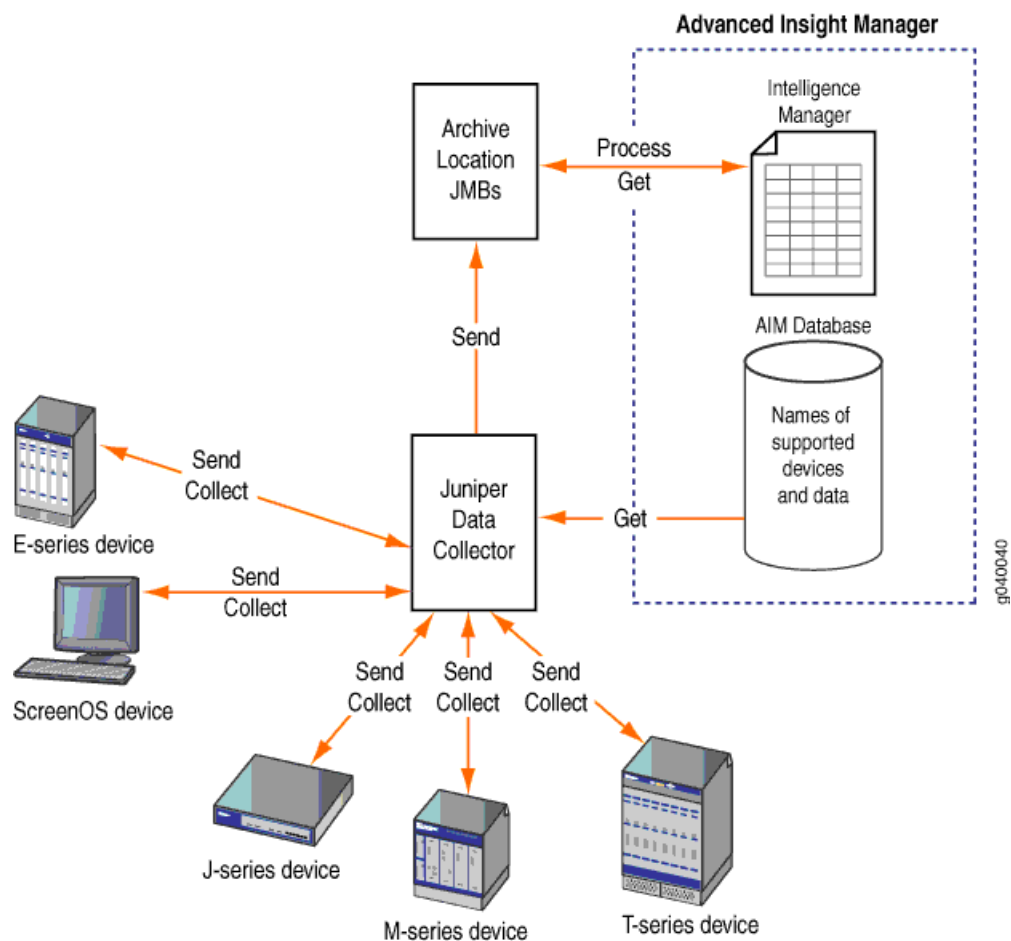 Advanced Insight Manager
Intelligence
Manager
Archive
Location
JMBs
Process
Get
Send
AIM Database
Names of
supported
devices
and data
Send
Collect
Juniper
Data
Collector
Get
E-series device
Send
Collect
g040040
ScreenOS device
Send
Collect
Send
Collect
Send
Collect
J-series device
M-series device
T-series device